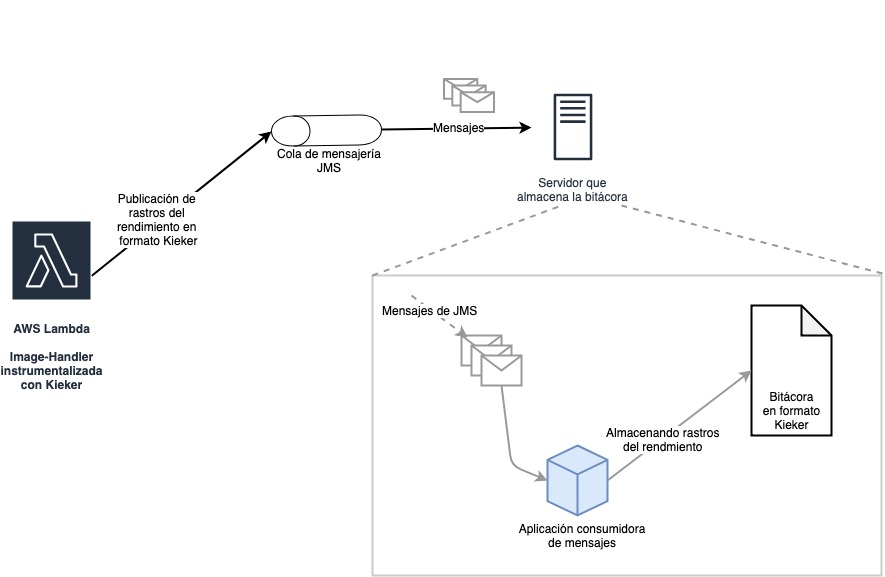 Mensajes
Cola de mensajería
JMS
Servidor que
almacena la bitácora
Publicación de
rastros del
rendimiento en
formato Kieker
AWS Lambda
Image-Handler
instrumentalizada
con Kieker
Mensajes de JMS
Bitácora
en formato
Kieker
Almacenando rastros
del rendmiento
Aplicación consumidora
de mensajes